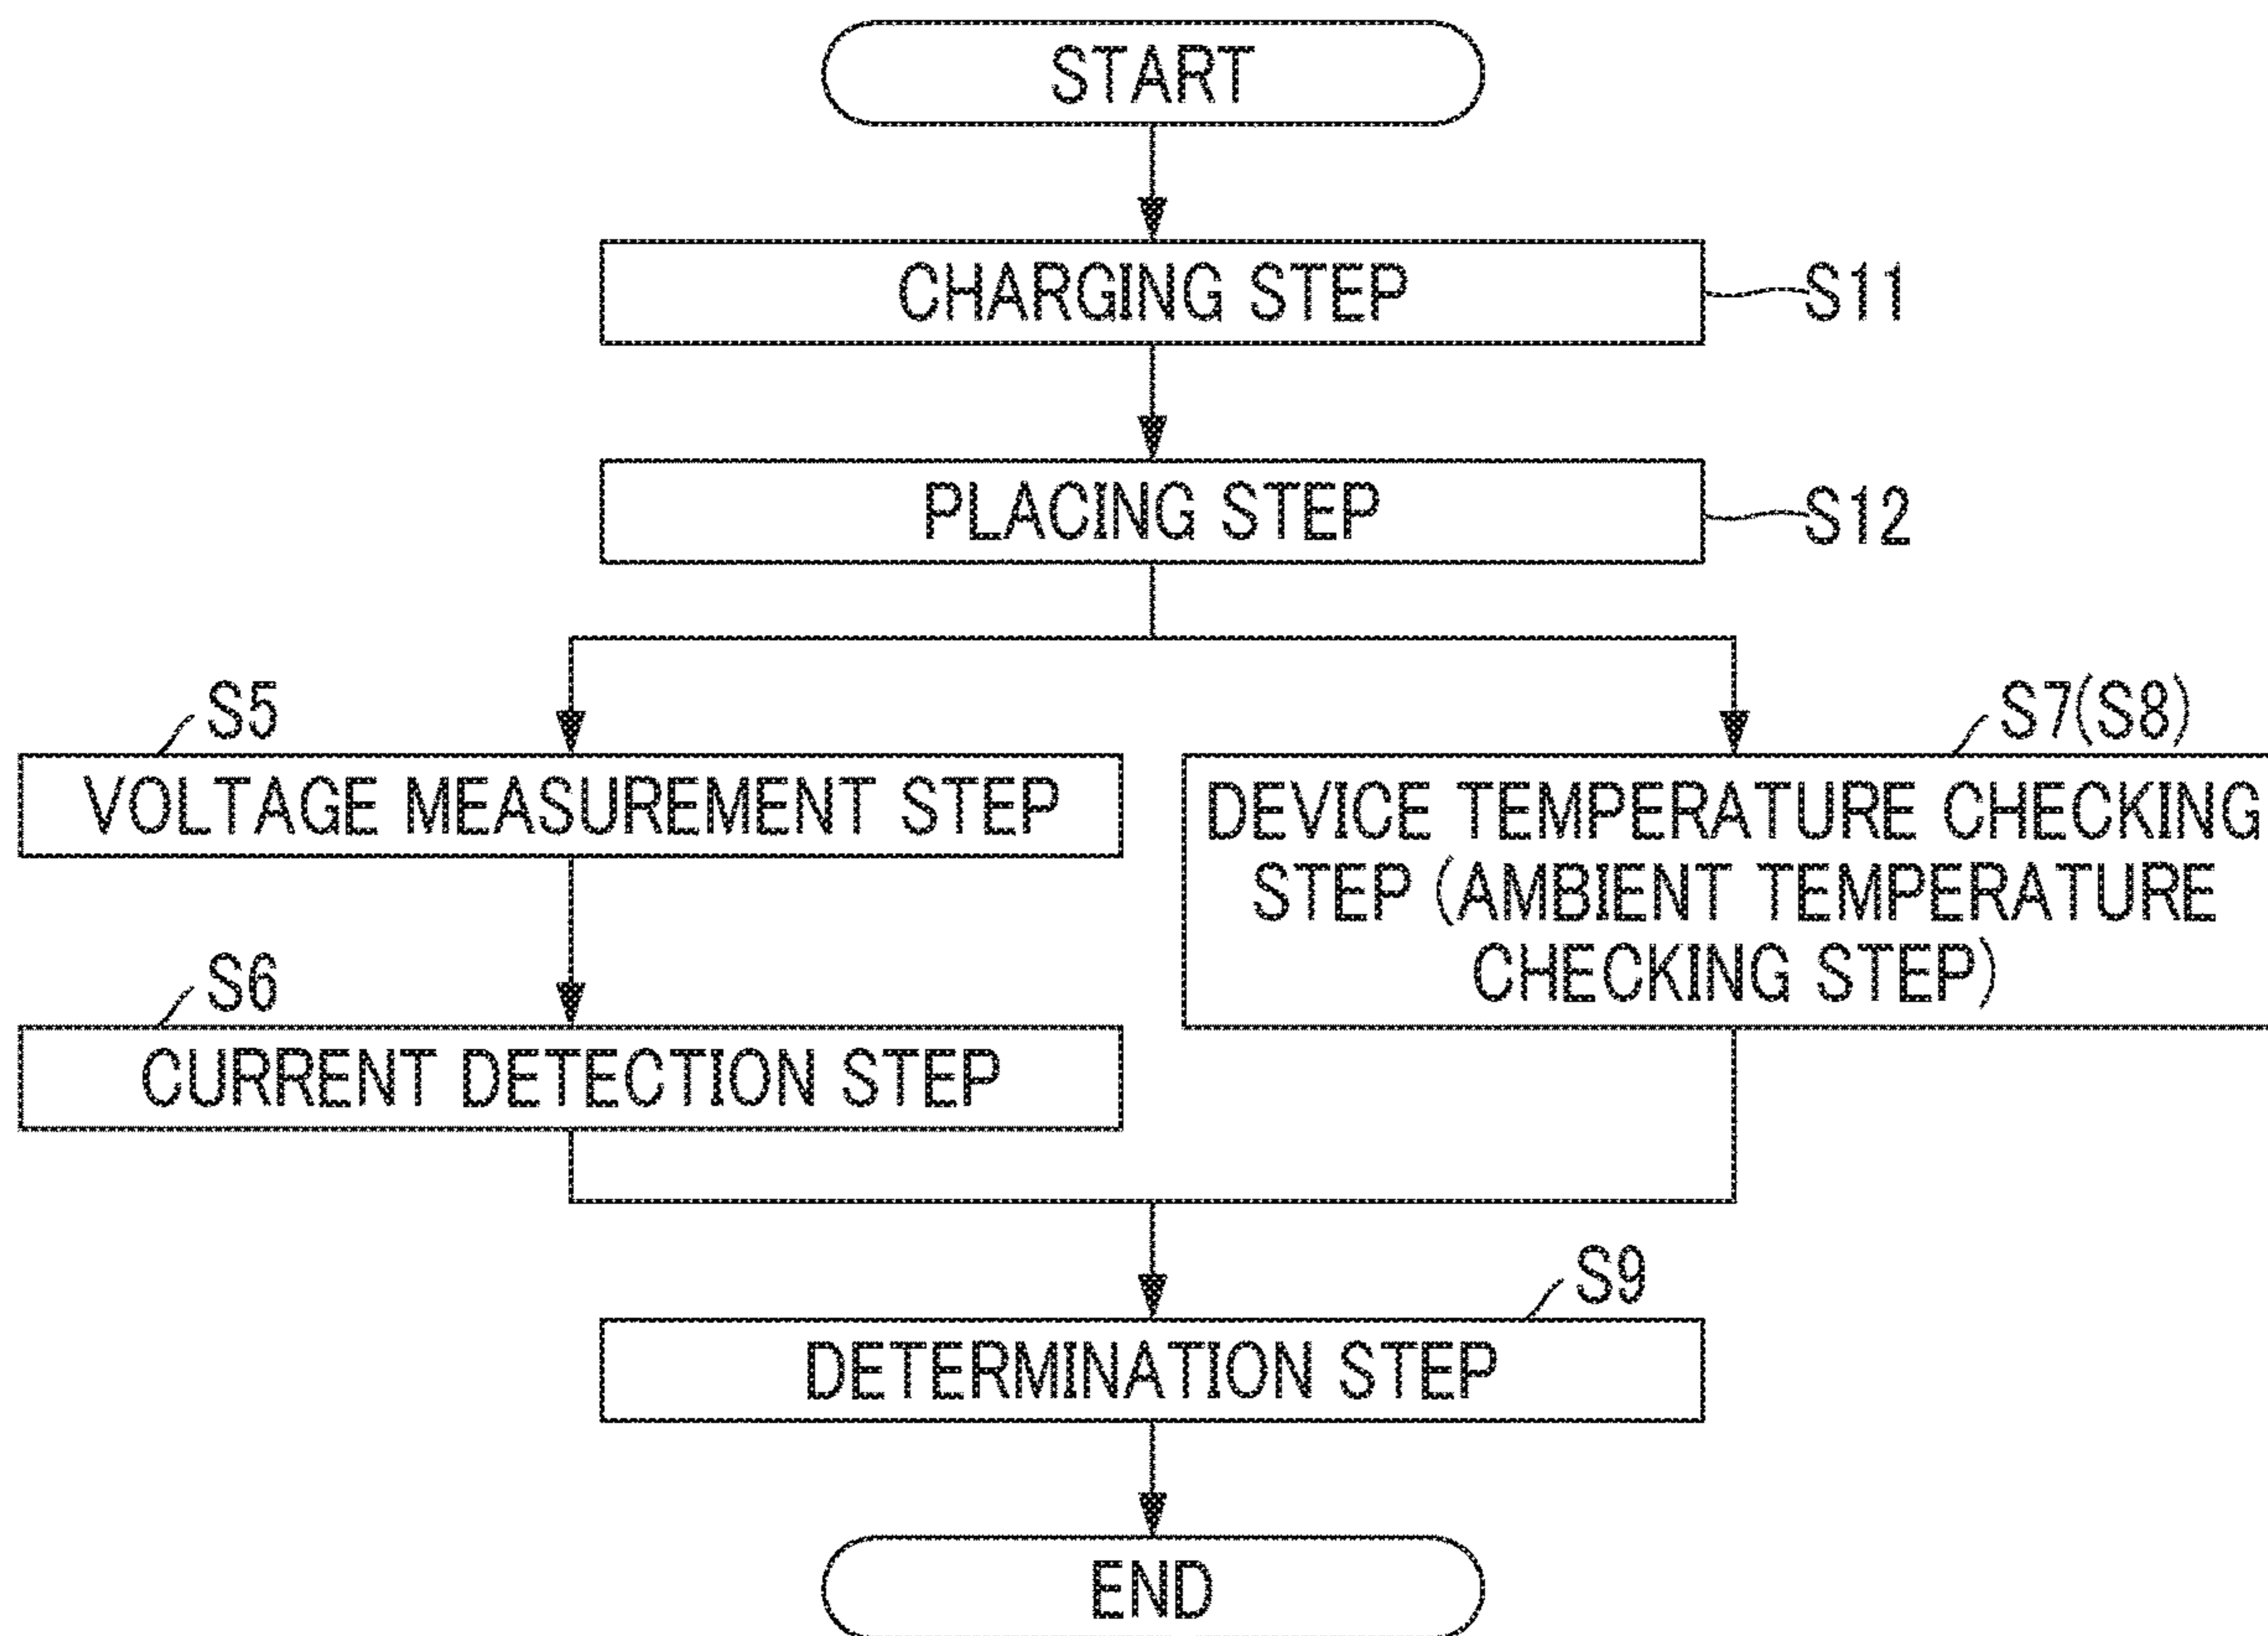 START
CHARGING STEP
S11
PLACING STEP
S12
S5
VOLTAGE MEASUREMENT STEP
S7(S8)
DEVICE TEMPERATURE CHECKING
STEP (AMBIENT TEMPERATURE
CHECKING STEP)
S6
CURRENT DETECTION STEP
S9
DETERMINATION STEP
END